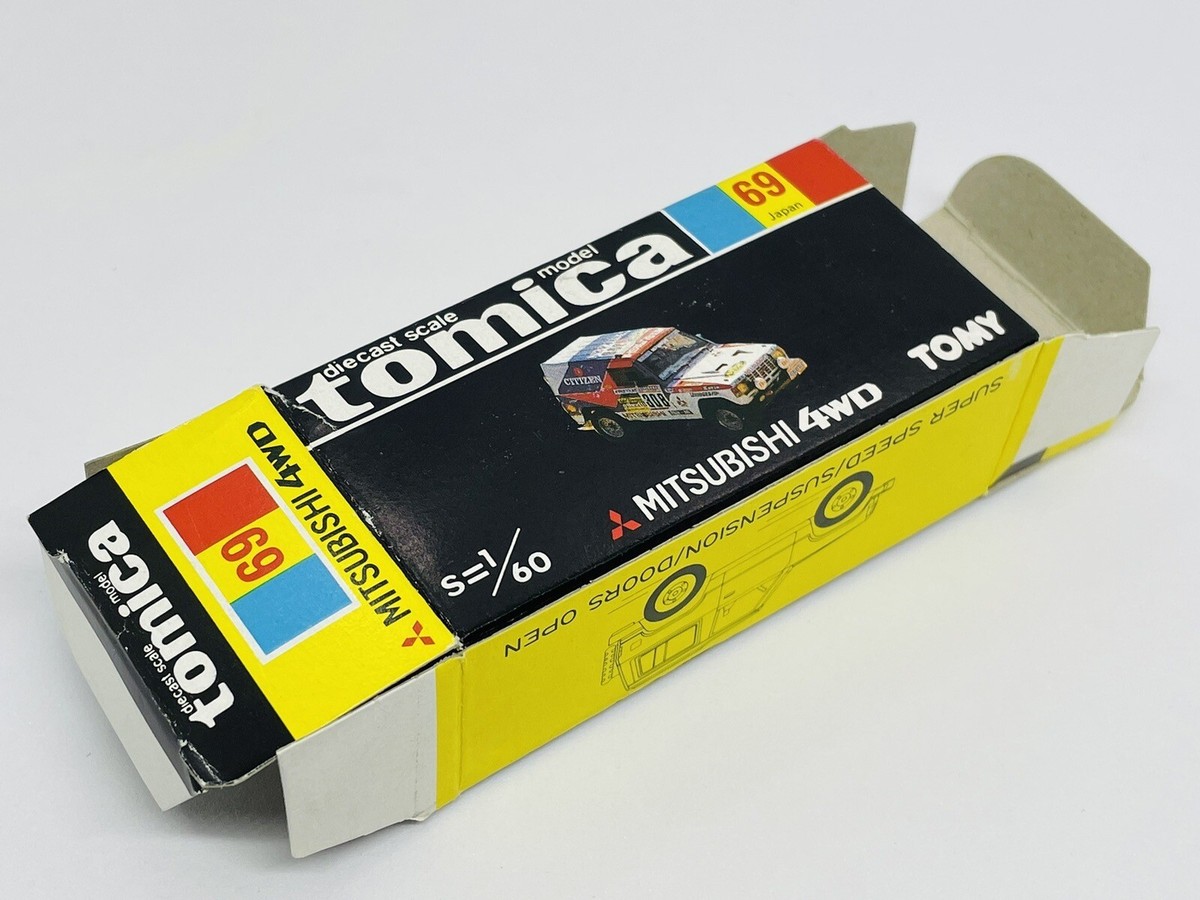 diecast scale model
tomica
69
Japan
CITIZEN
308
MITSUBISHI 4WD
TOMY
S=1/60
SUPER SPEED/SUSPENSION/DOORS OPEN
MITSUBISHI 4WD
69
diecast scale model
tomica